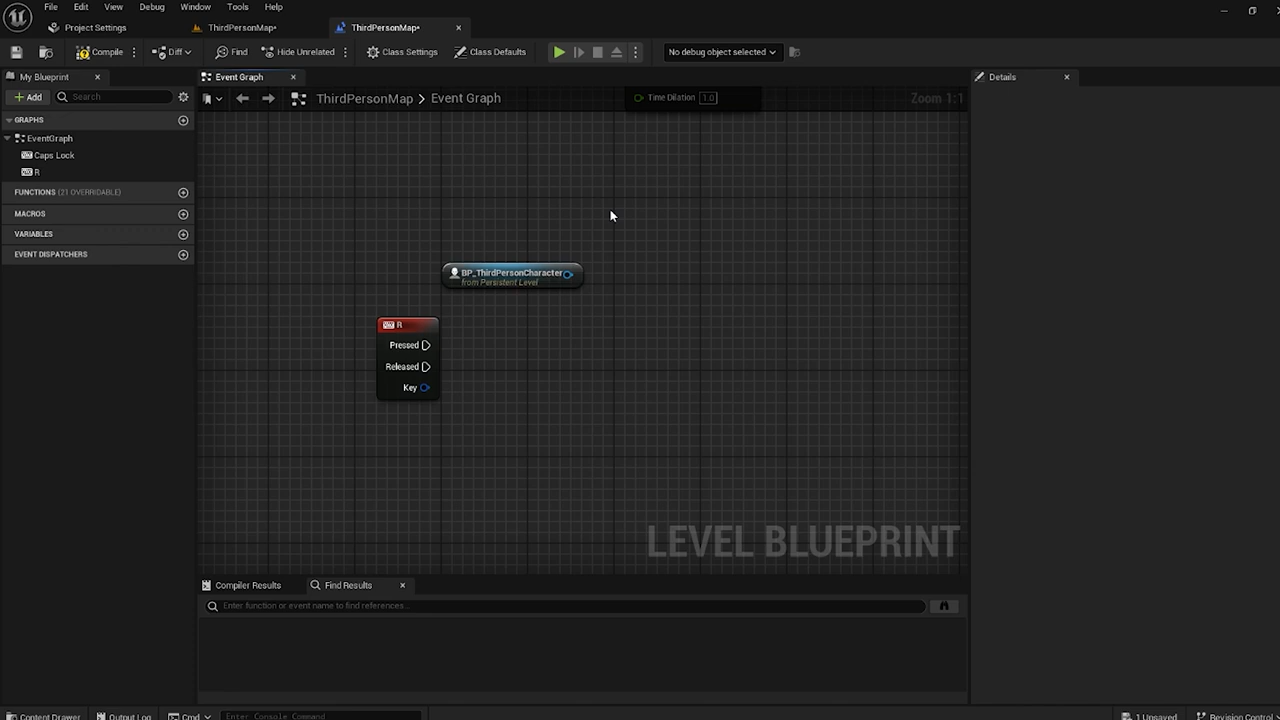 File Edit View Debug Window Tools Help
Project Settings ThirdPersonMap• ThirdPersonMap•
Compile Diff Find Hide Unrelated Class Settings Class Defaults No debug object selected
My Blueprint Event Graph Details
Add Search ThirdPersonMap > Event Graph Time Dilation 1.0 Zoom 1:1
GRAPHS
EventGraph
Caps Lock
R
FUNCTIONS (21 OVERRIDABLE)
MACROS
VARIABLES
EVENT DISPATCHERS
BP_ThirdPersonCharacter
from Persistent Level
R
Pressed
Released
Key
LEVEL BLUEPRINT
Compiler Results Find Results
Enter function or event name to find references...
Content Drawer Output Log Cmd Enter Console Command 1 Unsaved Revision Control